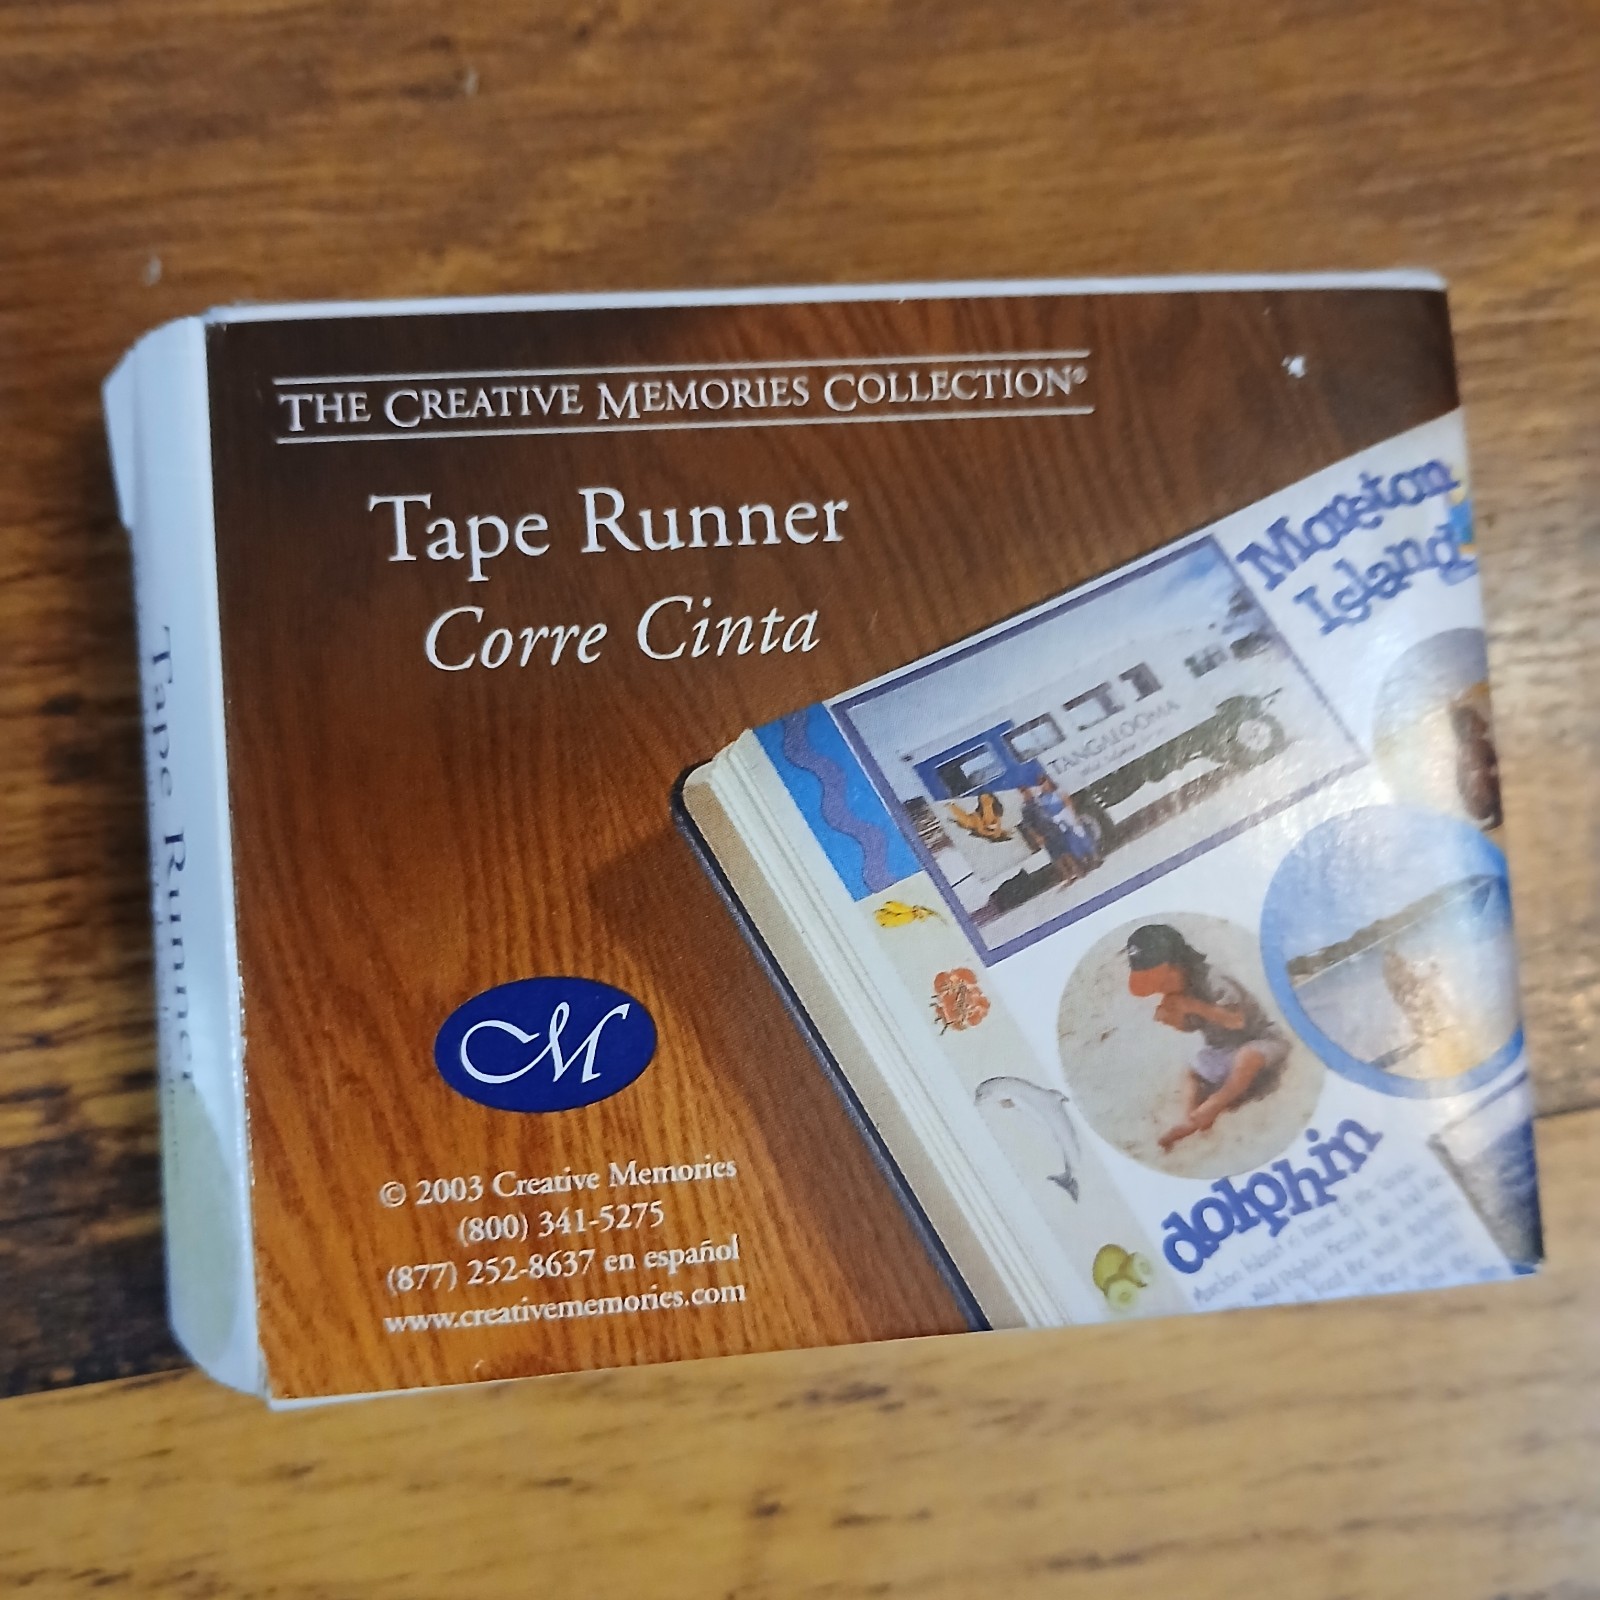 THE CREATIVE MEMORIES COLLECTION®
Tape Runner
Corre Cinta
M
© 2003 Creative Memories
(800) 341-5275
(877) 252-8637 en español
www.creativememories.com
Tape Runner
Moreton
Island
TANGALOOMA
dolphin